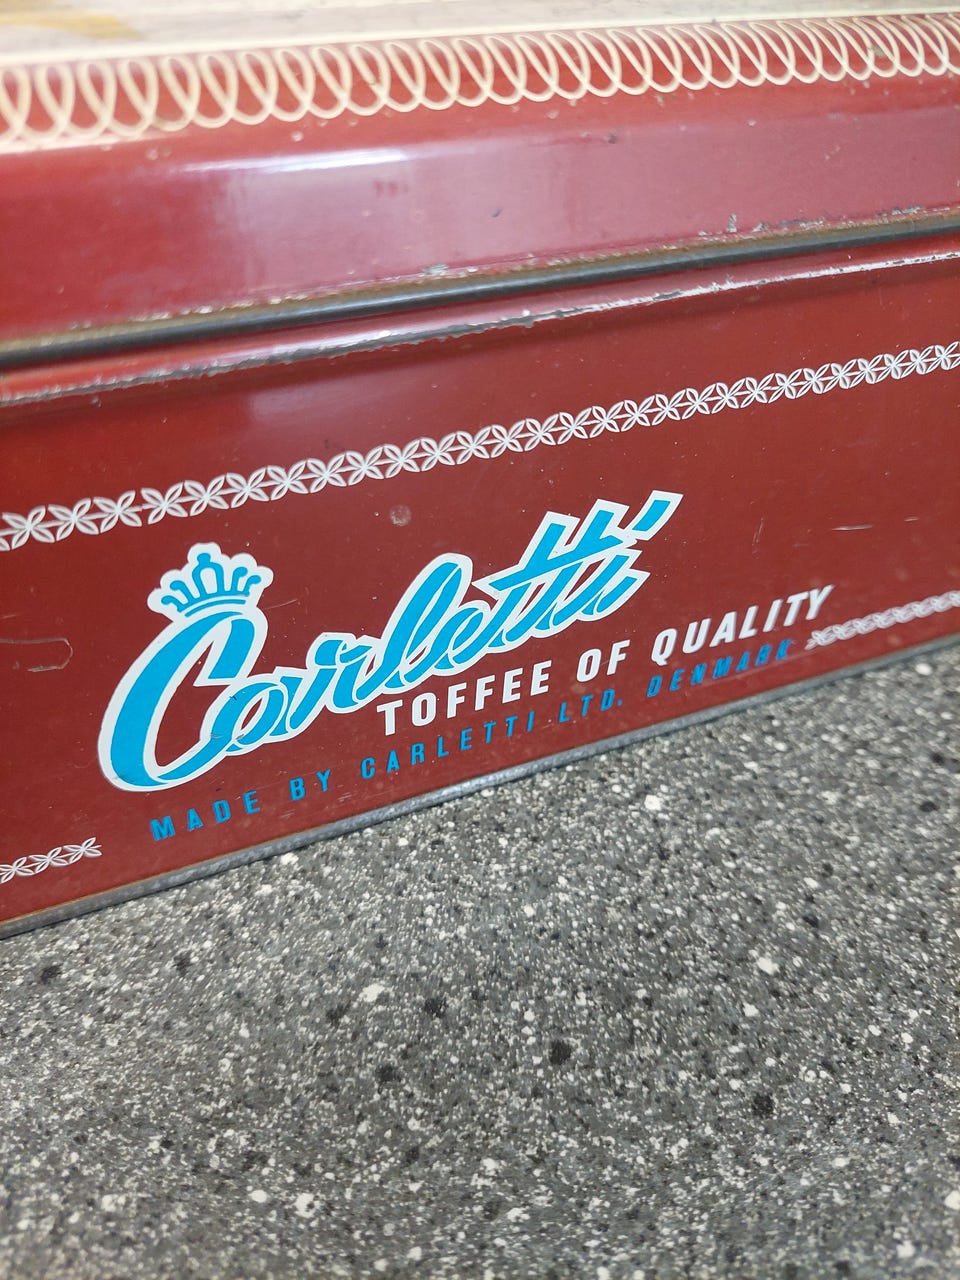 Carletti
TOFFEE OF QUALITY
MADE BY CARLETTI LTD. DENMARK